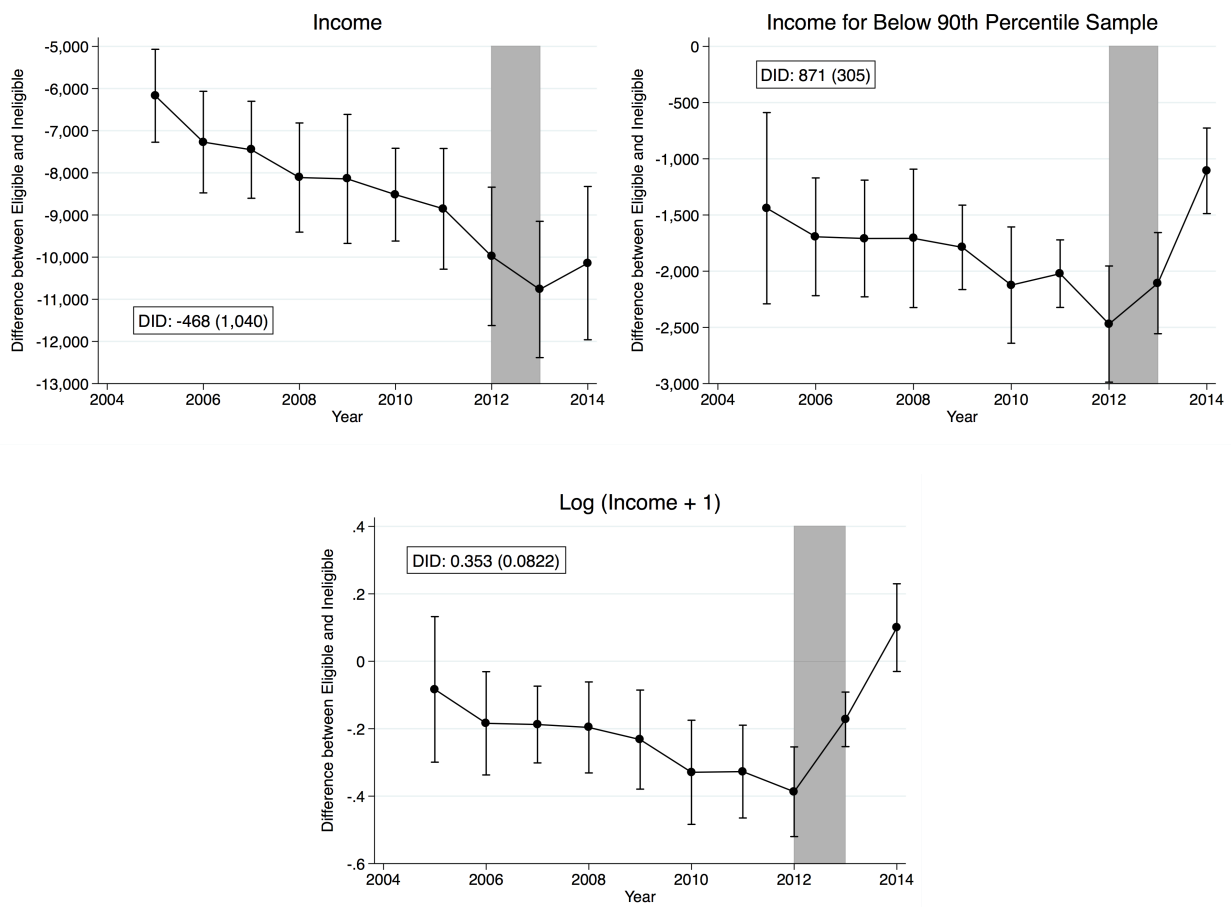 Income
Difference between Eligible and Ineligible
-5,000
-6,000
-7,000
-8,000
-9,000
-10,000
-11,000
-12,000
-13,000
DID: -468 (1,040)
2004 2006 2008 2010 2012 2014
Year
Income for Below 90th Percentile Sample
Difference between Eligible and Ineligible
0
-500
-1,000
-1,500
-2,000
-2,500
-3,000
DID: 871 (305)
2004 2006 2008 2010 2012 2014
Year
Log (Income + 1)
Difference between Eligible and Ineligible
.4
.2
0
-.2
-.4
-.6
DID: 0.353 (0.0822)
2004 2006 2008 2010 2012 2014
Year